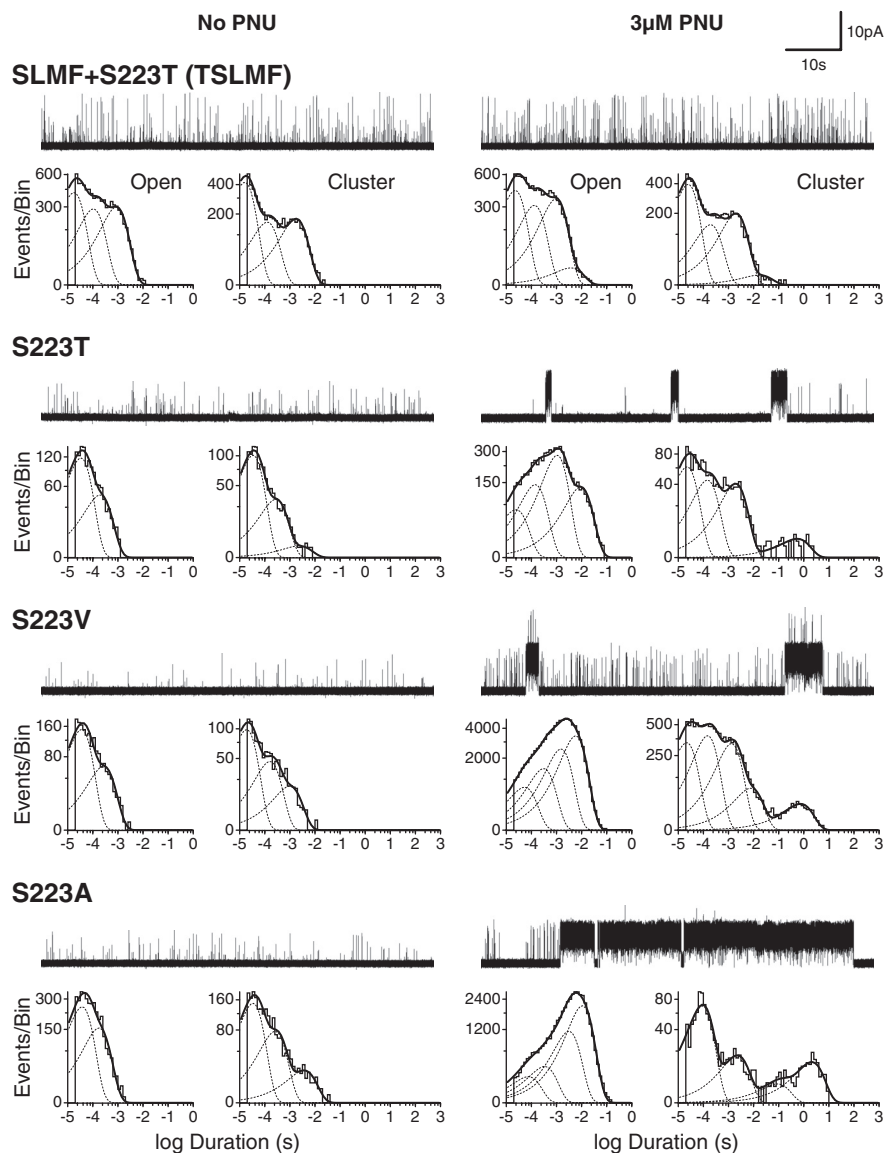 No PNU
3µM PNU
10pA
10s
SLMF+S223T (TSLMF)
Events/Bin
600
300
0
Open
-5 -4 -3 -2 -1 0
400
200
0
Cluster
-5 -4 -3 -2 -1 0 1 2 3
600
300
0
Open
-5 -4 -3 -2 -1 0
400
200
0
Cluster
-5 -4 -3 -2 -1 0 1 2 3
S223T
Events/Bin
120
60
0
-5 -4 -3 -2 -1 0
100
50
0
-5 -4 -3 -2 -1 0 1 2 3
300
150
0
-5 -4 -3 -2 -1 0
80
40
0
-5 -4 -3 -2 -1 0 1 2 3
S223V
Events/Bin
160
80
0
-5 -4 -3 -2 -1 0
100
50
0
-5 -4 -3 -2 -1 0 1 2 3
4000
2000
0
-5 -4 -3 -2 -1 0
500
250
0
-5 -4 -3 -2 -1 0 1 2 3
S223A
Events/Bin
300
150
0
-5 -4 -3 -2 -1 0
160
80
0
-5 -4 -3 -2 -1 0 1 2 3
2400
1200
0
-5 -4 -3 -2 -1 0
80
40
0
-5 -4 -3 -2 -1 0 1 2 3
log Duration (s)
log Duration (s)